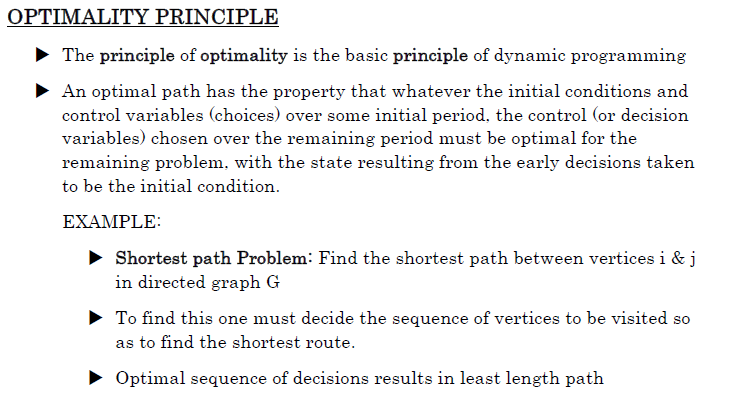 OPTIMALITY PRINCIPLE
▶ The principle of optimality is the basic principle of dynamic programming
▶ An optimal path has the property that whatever the initial conditions and
control variables (choices) over some initial period, the control (or decision
variables) chosen over the remaining period must be optimal for the
remaining problem, with the state resulting from the early decisions taken
to be the initial condition.
EXAMPLE:
▶ Shortest path Problem: Find the shortest path between vertices i & j
in directed graph G
▶ To find this one must decide the sequence of vertices to be visited so
as to find the shortest route.
▶ Optimal sequence of decisions results in least length path